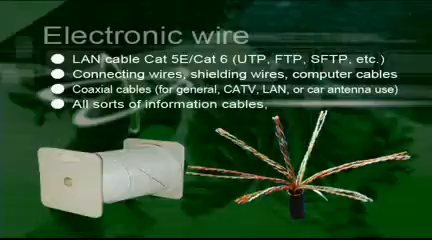 Electronic wire
LAN cable Cat 5E/Cat 6 (UTP, FTP, SFTP, etc.)
Connecting wires, shielding wires, computer cables
Coaxial cables (for general, CATV, LAN, or car antenna use)
All sorts of information cables,